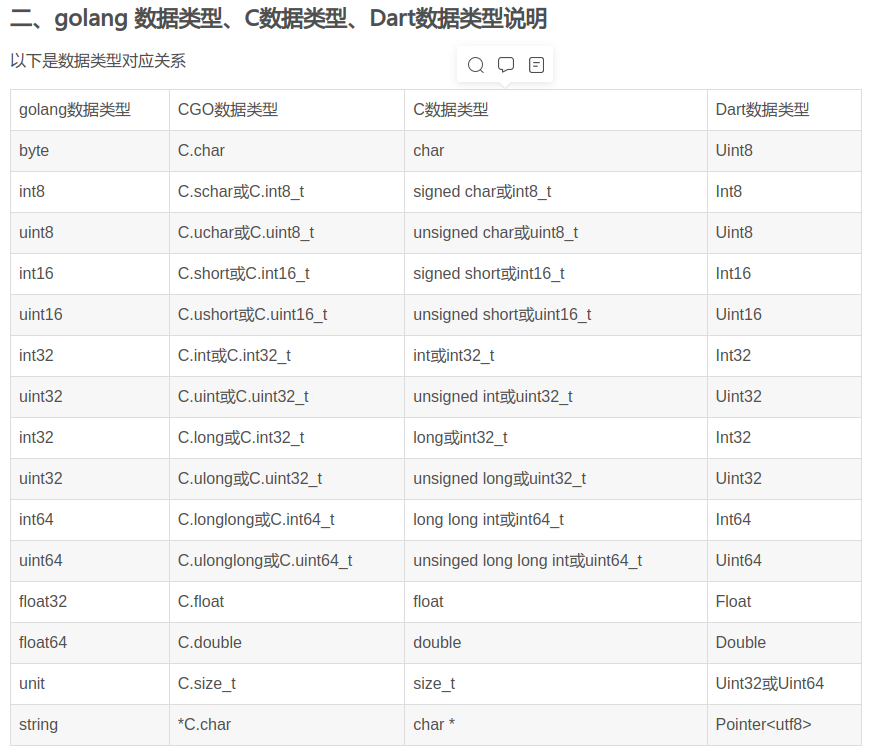 二、golang 数据类型、C数据类型、Dart数据类型说明
以下是数据类型对应关系
golang数据类型 CGO数据类型 C数据类型 Dart数据类型
byte C.char char Uint8
int8 C.schar或C.int8_t signed char或int8_t Int8
uint8 C.uchar或C.uint8_t unsigned char或uint8_t Uint8
int16 C.short或C.int16_t signed short或int16_t Int16
uint16 C.ushort或C.uint16_t unsigned short或uint16_t Uint16
int32 C.int或C.int32_t int或int32_t Int32
uint32 C.uint或C.uint32_t unsigned int或uint32_t Uint32
int32 C.long或C.int32_t long或int32_t Int32
uint32 C.ulong或C.uint32_t unsigned long或uint32_t Uint32
int64 C.longlong或C.int64_t long long int或int64_t Int64
uint64 C.ulonglong或C.uint64_t unsinged long long int或uint64_t Uint64
float32 C.float float Float
float64 C.double double Double
unit C.size_t size_t Uint32或Uint64
string *C.char char * Pointer<utf8>